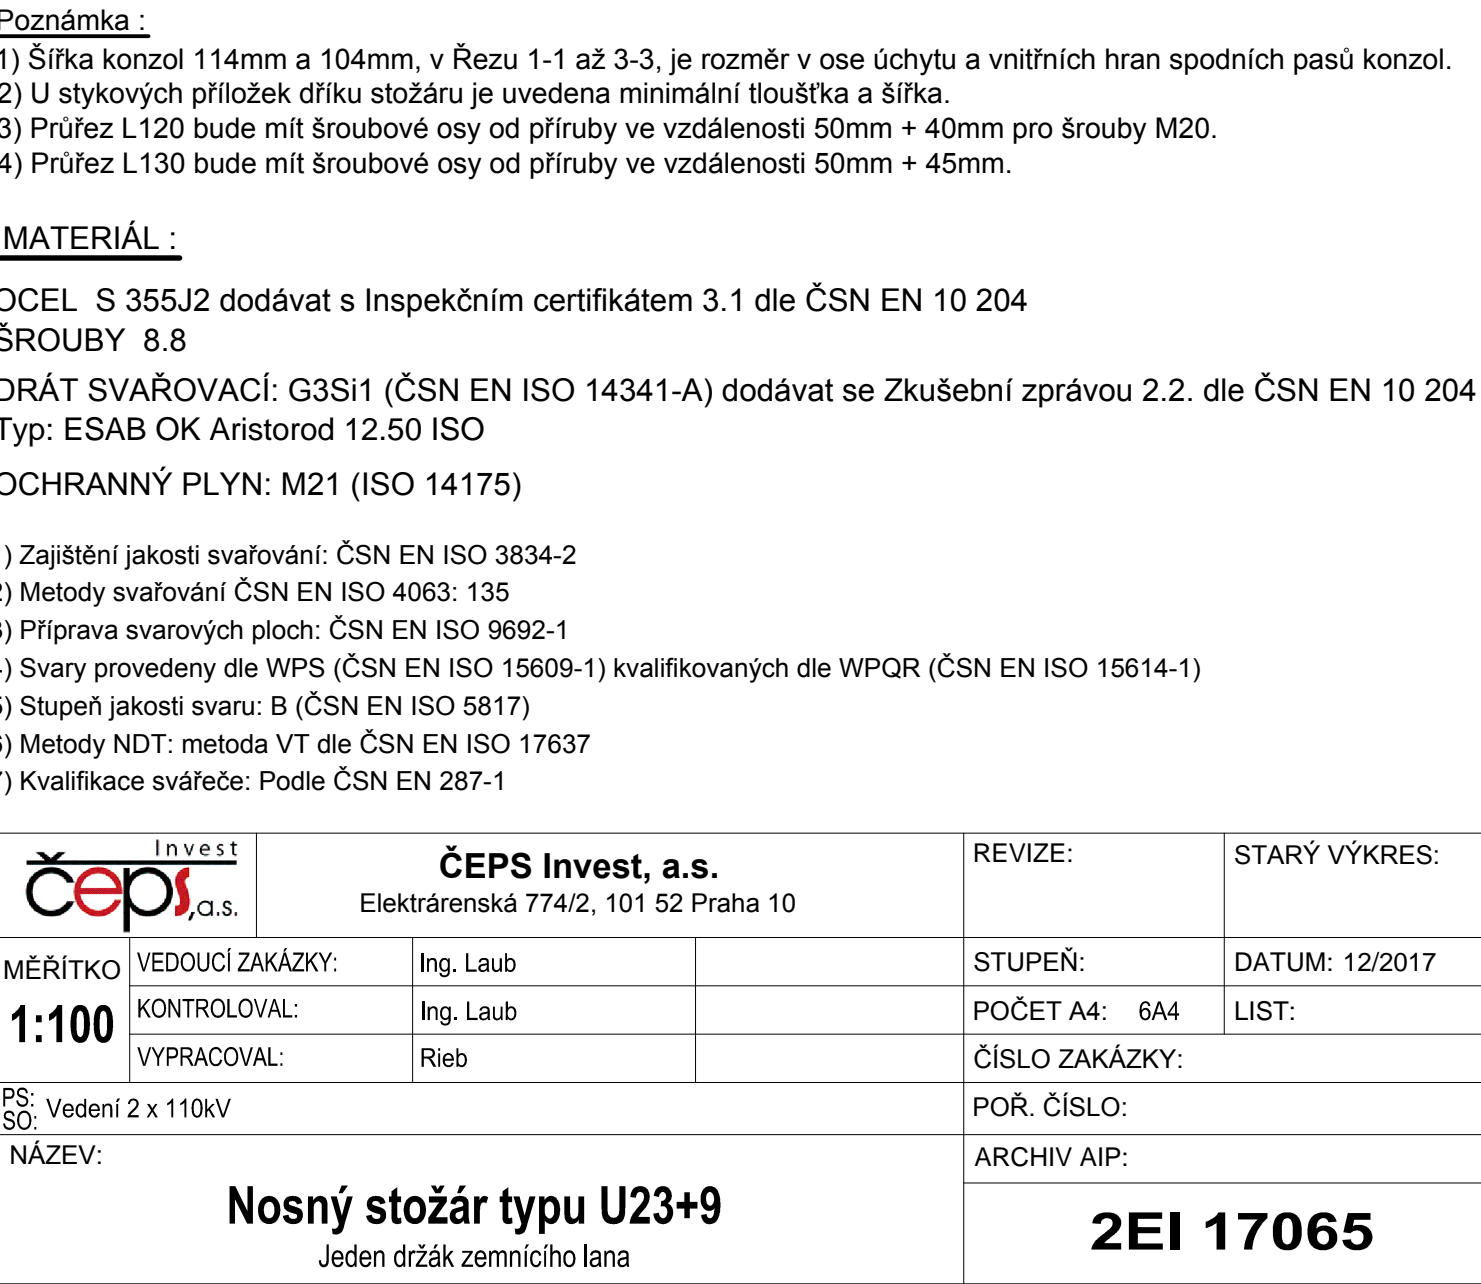 Poznámka :
1) Šířka konzol 114mm a 104mm, v Řezu 1-1 až 3-3, je rozměr v ose úchytu a vnitřních hran spodních pasů konzol.
2) U stykových příložek dříku stožáru je uvedena minimální tloušťka a šířka.
3) Průřez L120 bude mít šroubové osy od příruby ve vzdálenosti 50mm + 40mm pro šrouby M20.
4) Průřez L130 bude mít šroubové osy od příruby ve vzdálenosti 50mm + 45mm.
MATERIÁL :
OCEL S 355J2 dodávat s Inspekčním certifikátem 3.1 dle ČSN EN 10 204
ŠROUBY 8.8
DRÁT SVAŘOVACÍ: G3Si1 (ČSN EN ISO 14341-A) dodávat se Zkušební zprávou 2.2. dle ČSN EN 10 204
Typ: ESAB OK Aristorod 12.50 ISO
OCHRANNÝ PLYN: M21 (ISO 14175)
1) Zajištění jakosti svařování: ČSN EN ISO 3834-2
2) Metody svařování ČSN EN ISO 4063: 135
3) Příprava svarových ploch: ČSN EN ISO 9692-1
4) Svary provedeny dle WPS (ČSN EN ISO 15609-1) kvalifikovaných dle WPQR (ČSN EN ISO 15614-1)
5) Stupeň jakosti svaru: B (ČSN EN ISO 5817)
6) Metody NDT: metoda VT dle ČSN EN ISO 17637
7) Kvalifikace svářeče: Podle ČSN EN 287-1
Invest
čeps,a.s.
ČEPS Invest, a.s.
Elektrárenská 774/2, 101 52 Praha 10
REVIZE:
STARÝ VÝKRES:
MĚŘÍTKO
1:100
VEDOUCÍ ZAKÁZKY: Ing. Laub
STUPEŇ:
DATUM: 12/2017
KONTROLOVAL: Ing. Laub
POČET A4: 6A4
LIST:
VYPRACOVAL: Rieb
ČÍSLO ZAKÁZKY:
PS:
SO:
Vedení 2 x 110kV
POŘ. ČÍSLO:
NÁZEV:
ARCHIV AIP:
Nosný stožár typu U23+9
Jeden držák zemnícího lana
2EI 17065